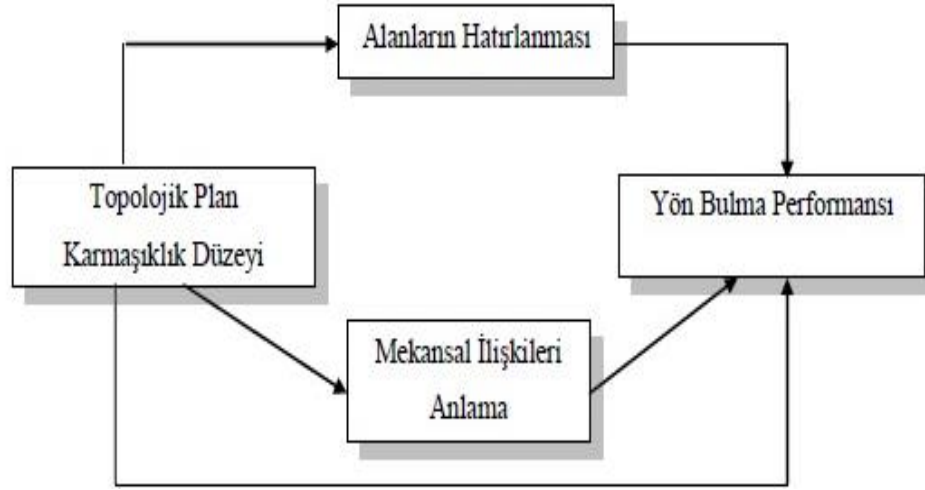 Alanların Hatırlanması
Topolojik Plan
Karmaşıklık Düzeyi
Yön Bulma Performansı
Mekansal İlişkileri
Anlama